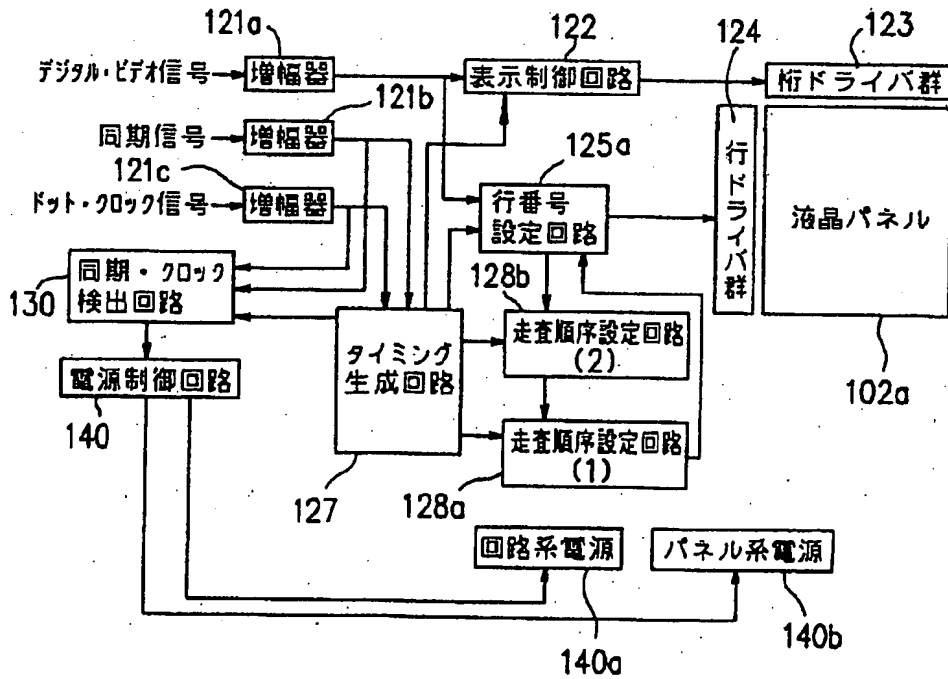 121a
122
124
123
デジタル・ビデオ信号
増幅器
表示制御回路
桁ドライバ群
121b
同期信号
増幅器
125a
121c
ドット・クロック信号
増幅器
行番号
設定回路
行ドライバ群
液晶パネル
同期・クロック
検出回路
130
128b
タイミング
生成回路
走査順序設定回路
(2)
電源制御回路
102a
140
走査順序設定回路
(1)
127
128a
回路系電源
パネル系電源
140a
140b